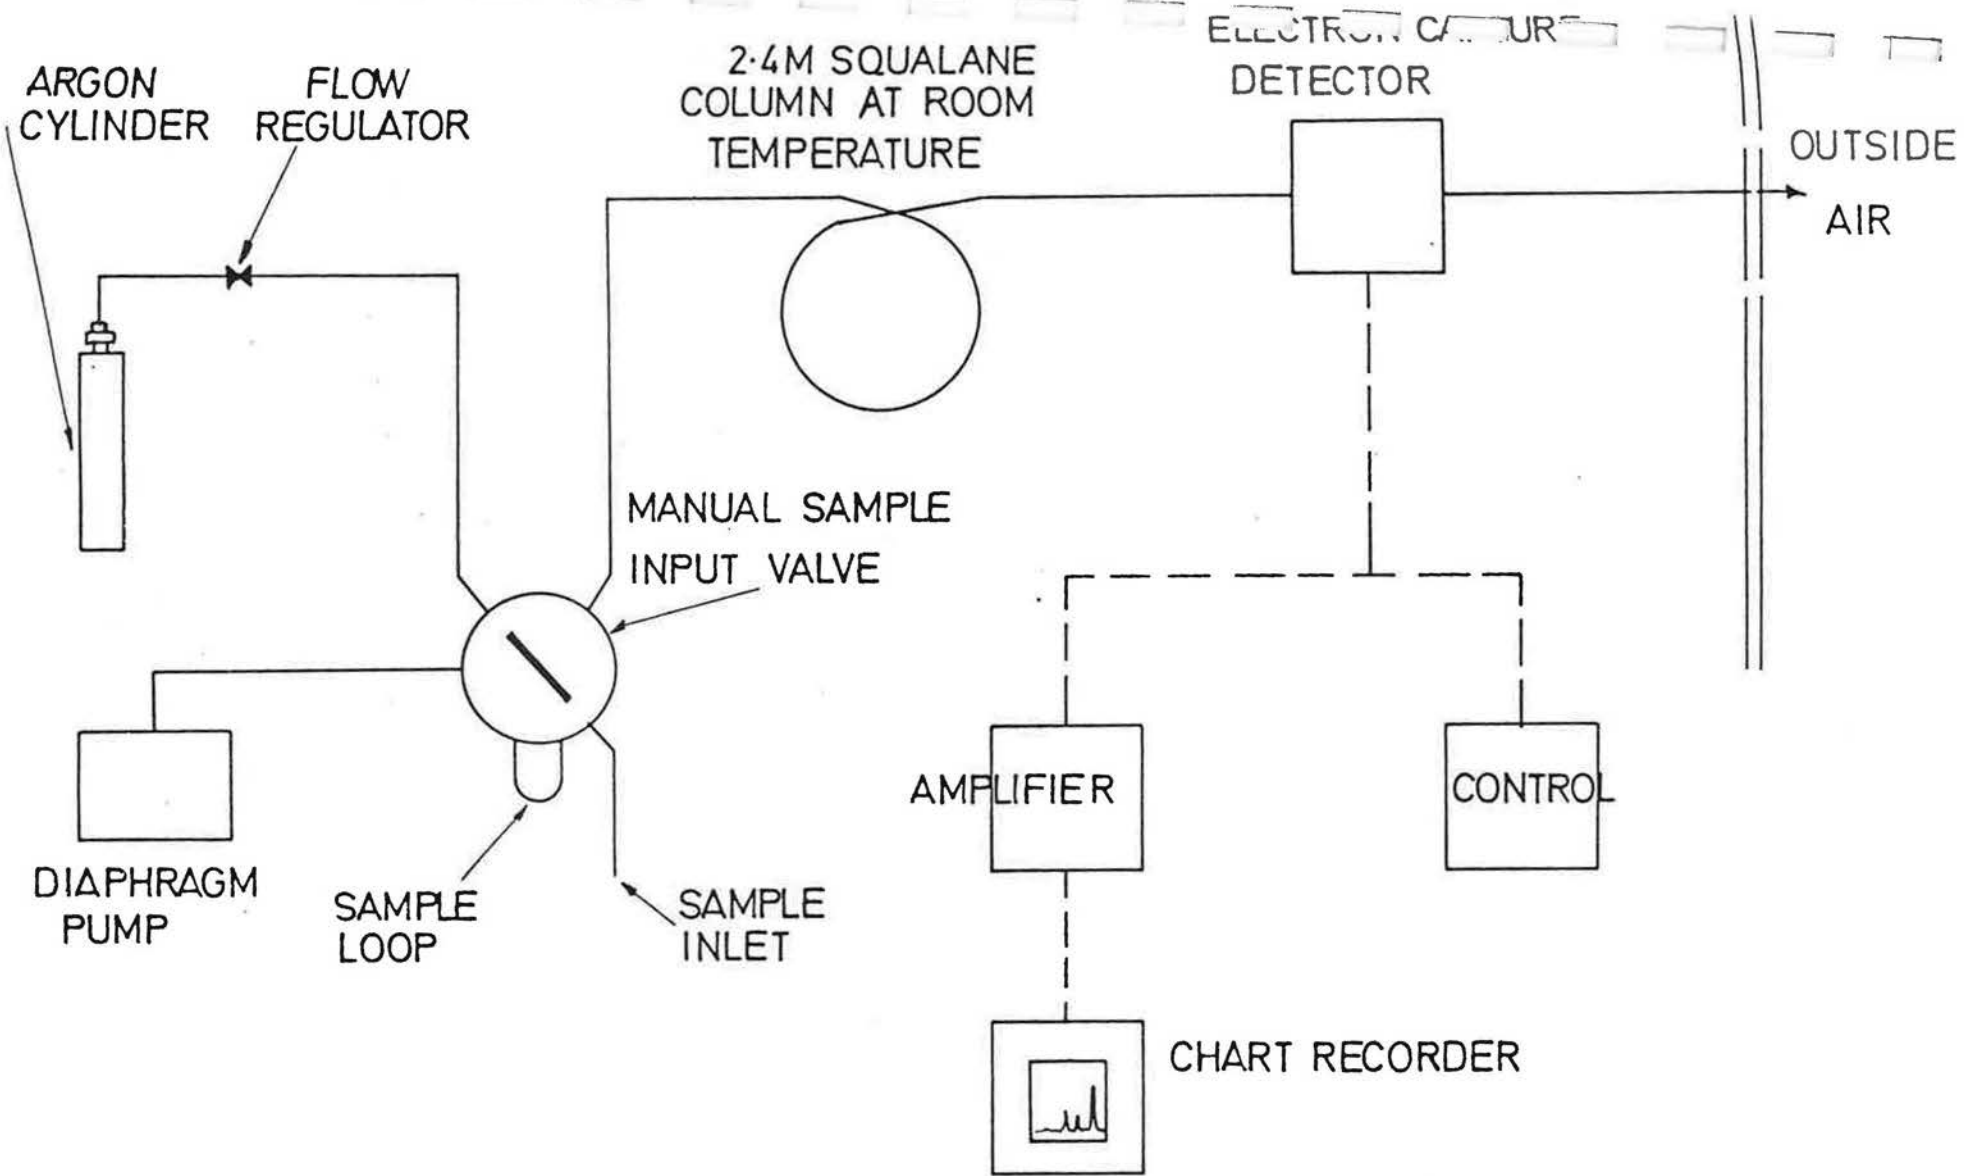 ARGON
CYLINDER
FLOW
REGULATOR
2·4M SQUALANE
COLUMN AT ROOM
TEMPERATURE
DETECTOR
OUTSIDE
AIR
MANUAL SAMPLE
INPUT VALVE
DIAPHRAGM
PUMP
SAMPLE
LOOP
SAMPLE
INLET
AMPLIFIER
CONTROL
CHART RECORDER